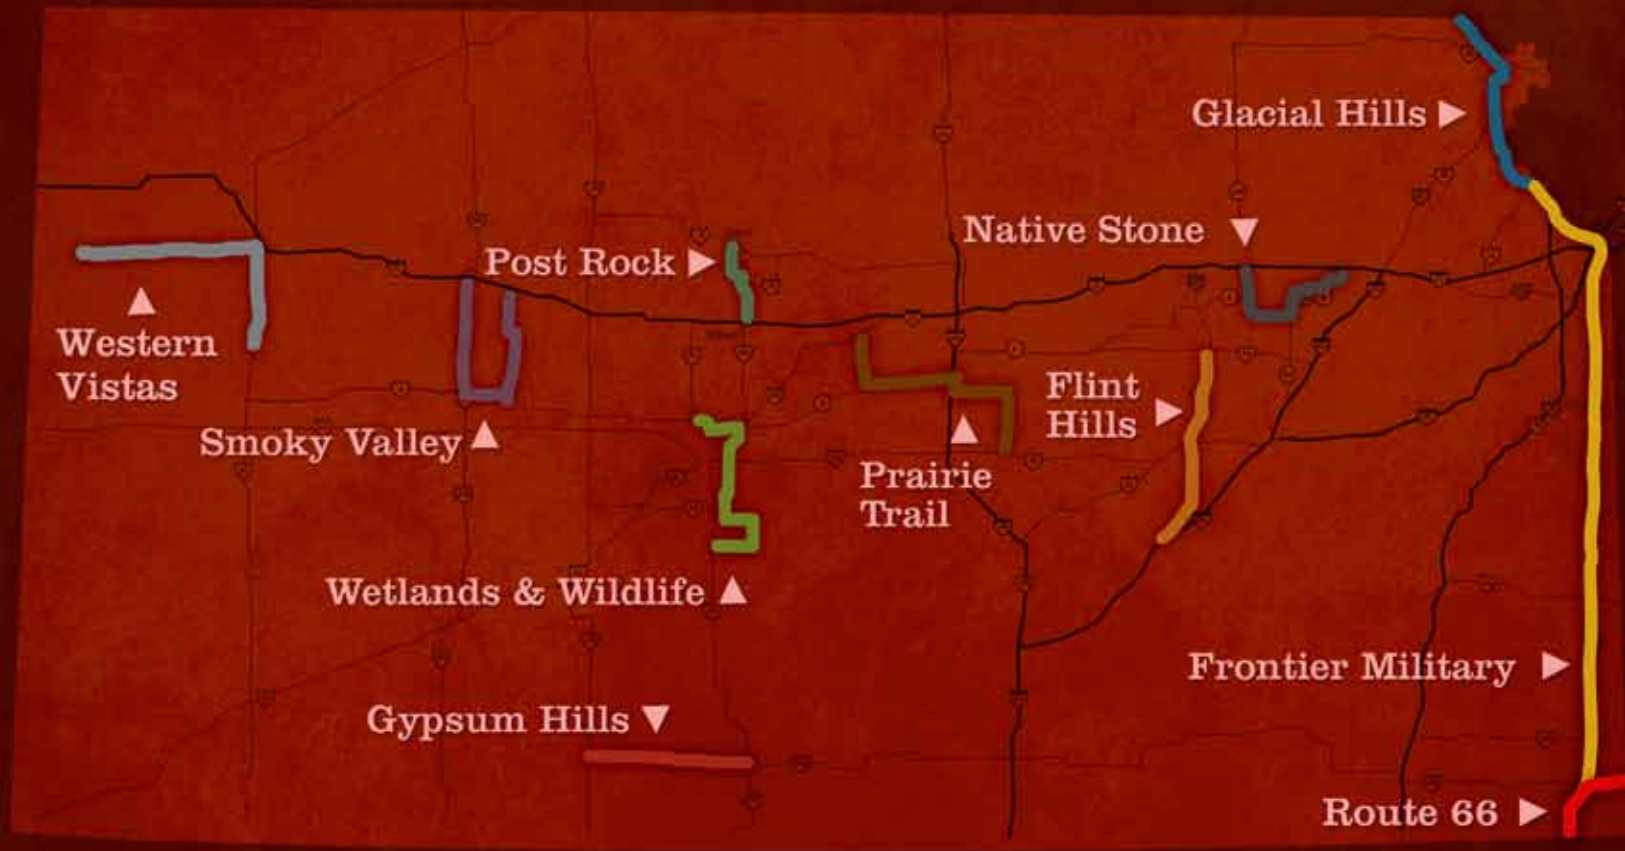 Glacial Hills
Native Stone
Post Rock
Western
Vistas
Flint
Hills
Smoky Valley
Prairie
Trail
Wetlands & Wildlife
Frontier Military
Gypsum Hills
Route 66